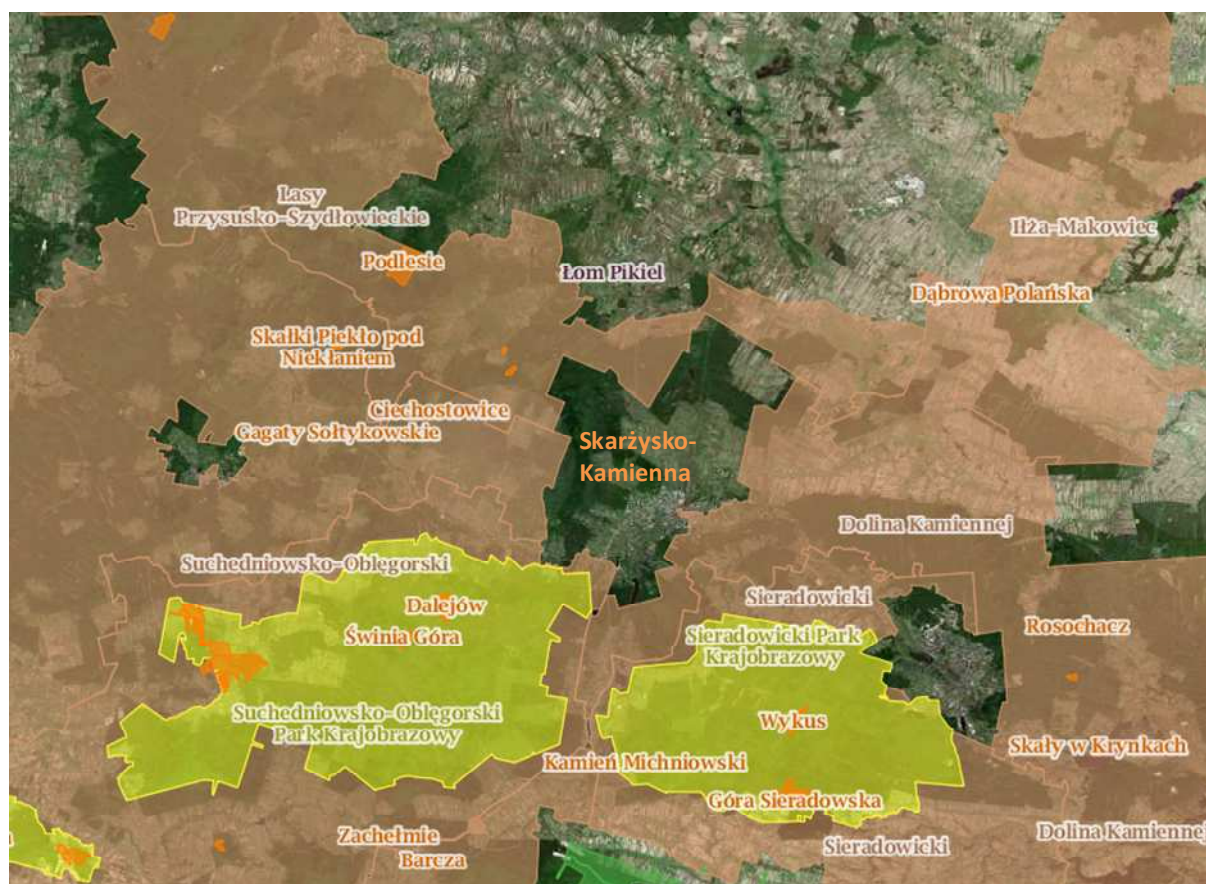 Lasy
Przysusko-Szydłowieckie
Iłża-Makowiec
Podlesie
Łom Pikiel
Dąbrowa Polańska
Skałki Piekło pod
Niekłaniem
Ciechostowice
Gagaty Sołtykowskie
Skarżysko-
Kamienna
Dolina Kamiennej
Suchedniowsko-Oblęgorski
Sieradowicki
Dalejów
Rosochacz
Świnia Góra
Sieradowicki Park
Krajobrazowy
Suchedniowsko-Oblęgorski
Park Krajobrazowy
Wykus
Skały w Krynkach
Kamień Michniowski
Góra Sieradowska
Zachełmie
Dolina Kamiennej
Sieradowicki
Barcza